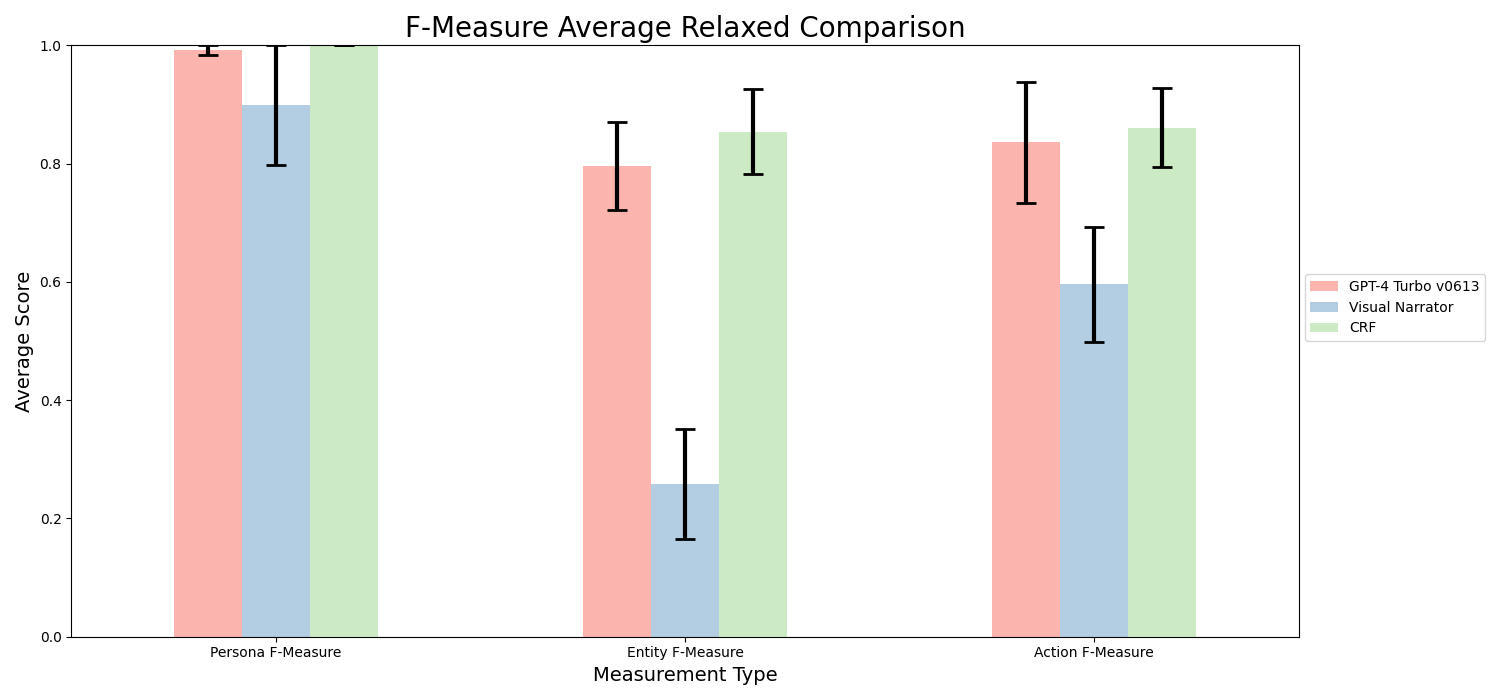 F-Measure Average Relaxed Comparison
1.0
0.8
0.6
0.4
0.2
0.0
Average Score
Persona F-Measure
Entity F-Measure
Action F-Measure
Measurement Type
GPT-4 Turbo v0613
Visual Narrator
CRF